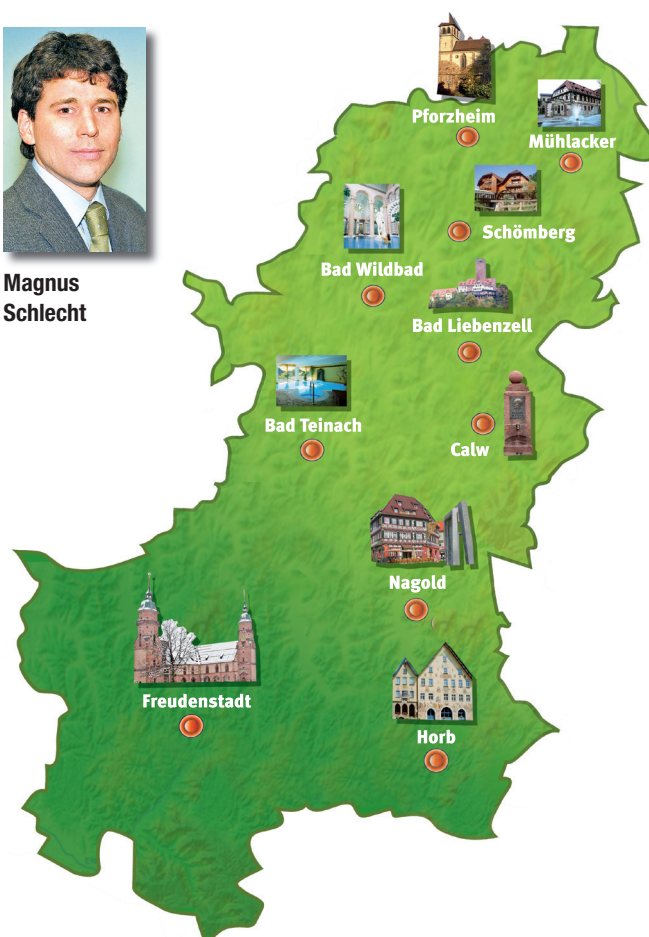 Magnus
Schlecht
Pforzheim
Mühlacker
Schömberg
Bad Wildbad
Bad Liebenzell
Bad Teinach
Calw
Nagold
Freudenstadt
Horb